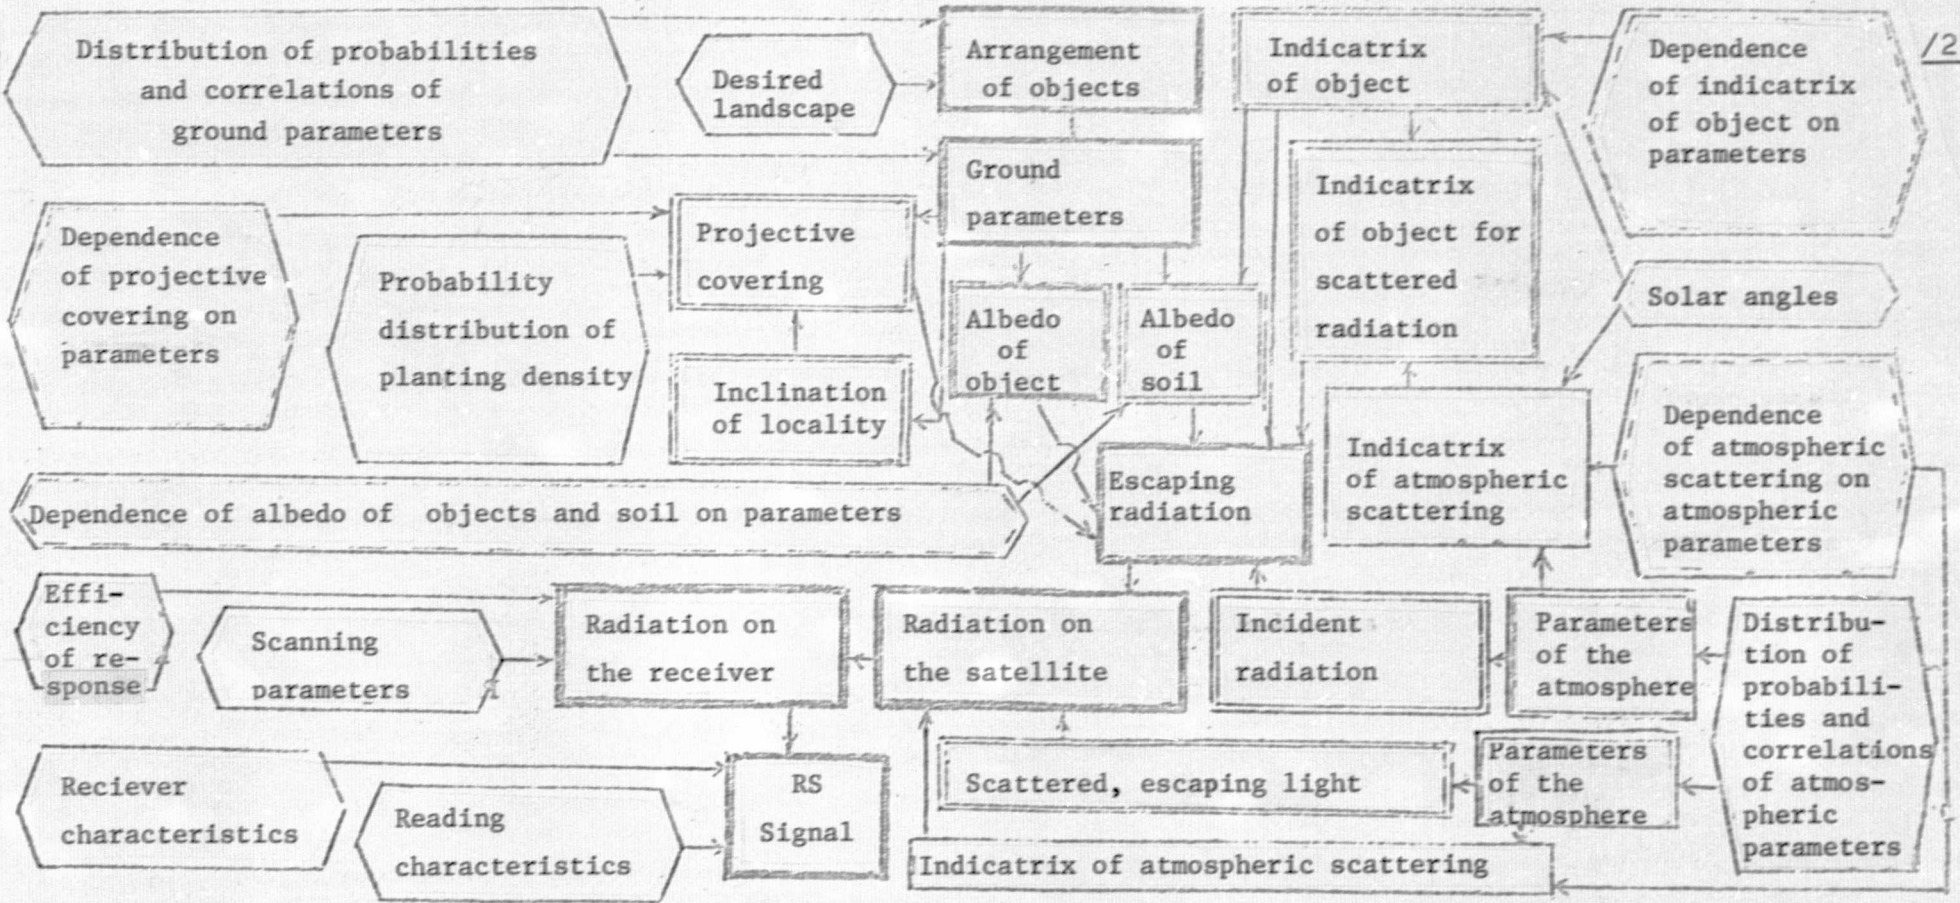 Distribution of probabilities
and correlations of
ground parameters
Desired
landscape
Arrangement
of objects
Indicatrix
of object
Dependence
of indicatrix
of object on
parameters
/2
Dependence
of projective
covering on
parameters
Probability
distribution of
planting density
Projective
covering
Ground
parameters
Indicatrix
of object for
scattered
radiation
Solar angles
Inclination
of locality
Albedo
of
object
Albedo
of
soil
Dependence of albedo of objects and soil on parameters
Escaping
radiation
Indicatrix
of atmospheric
scattering
Dependence
of atmospheric
scattering on
atmospheric
parameters
Effi-
ciency
of re-
sponse
Scanning
parameters
Radiation on
the receiver
Radiation on
the satellite
Incident
radiation
Parameters
of the
atmosphere
Distribu-
tion of
probabili-
ties and
correlations
of atmos-
pheric
parameters
Reciever
characteristics
Reading
characteristics
RS
Signal
Scattered, escaping light
Parameters
of the
atmosphere
Indicatrix of atmospheric scattering